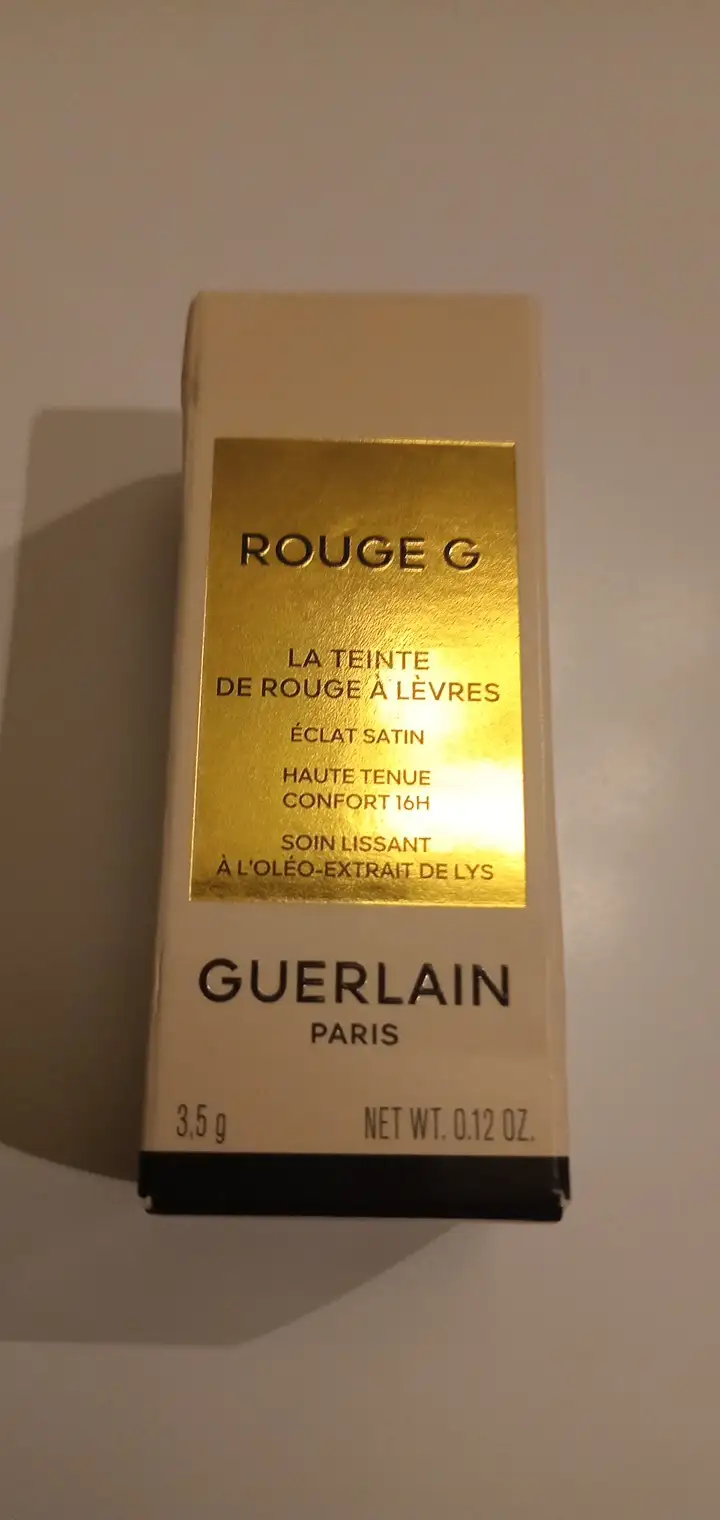 ROUGE G
LA TEINTE
DE ROUGE À LÈVRES
ÉCLAT SATIN
HAUTE TENUE
CONFORT 16H
SOIN LISSANT
À L'OLÉO-EXTRAIT DE LYS
GUERLAIN
PARIS
3,5 g NET WT. 0.12 OZ.